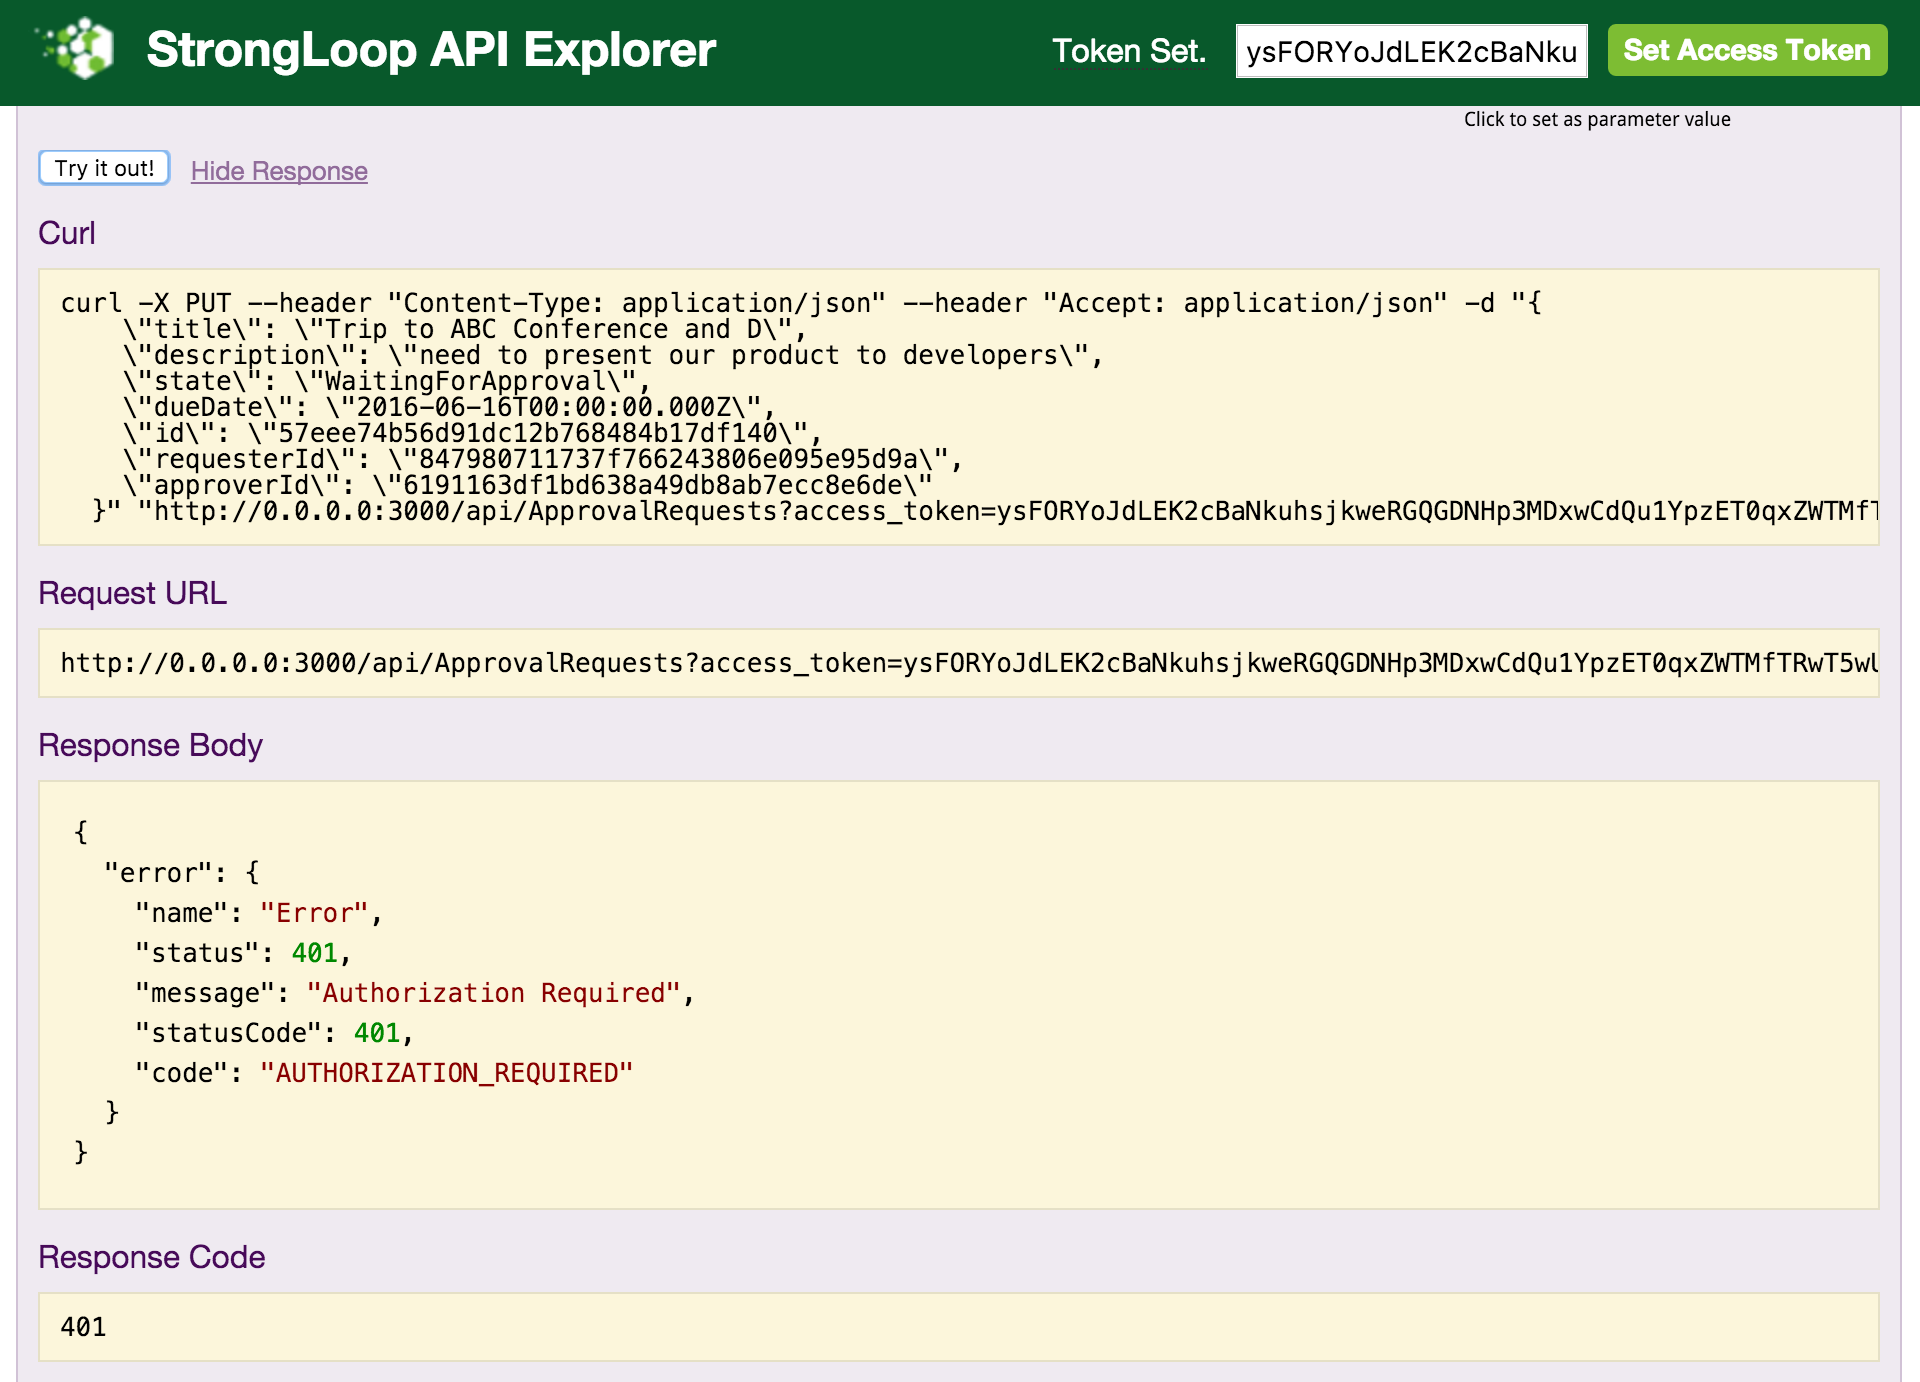 StrongLoop API Explorer
Token Set.
ysFORYoJdLEK2cBaNku
Set Access Token
Click to set as parameter value
Try it out!
Hide Response
Curl
curl -X PUT --header "Content-Type: application/json" --header "Accept: application/json" -d "{
\"title\": \"Trip to ABC Conference and D\",
\"description\": \"need to present our product to developers\",
\"state\": \"WaitingForApproval\",
\"dueDate\": \"2016-06-16T00:00:00.000Z\",
\"id\": \"57eee74b56d91dc12b768484b17df140\",
\"requesterId\": \"847980711737f766243806e095e95d9a\",
\"approverId\": \"6191163df1bd638a49db8ab7ecc8e6de\"
}" "http://0.0.0.0:3000/api/ApprovalRequests?access_token=ysFORYoJdLEK2cBaNkuhsjkweRGQGDNHp3MDxwCdQu1YpzET0qxZWTMfT
Request URL
http://0.0.0.0:3000/api/ApprovalRequests?access_token=ysFORYoJdLEK2cBaNkuhsjkweRGQGDNHp3MDxwCdQu1YpzET0qxZWTMfTRwT5wU
Response Body
{
"error": {
"name": "Error",
"status": 401,
"message": "Authorization Required",
"statusCode": 401,
"code": "AUTHORIZATION_REQUIRED"
}
}
Response Code
401